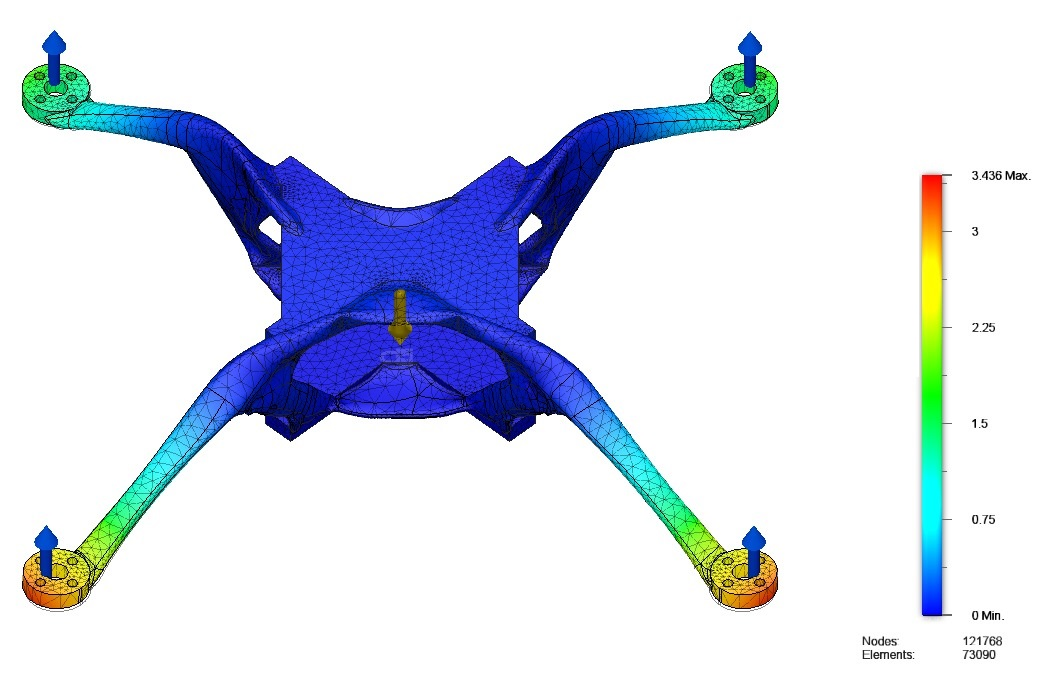 3.436 Max.
3
2.25
1.5
0.75
0 Min.
Nodes: 121768
Elements: 73090